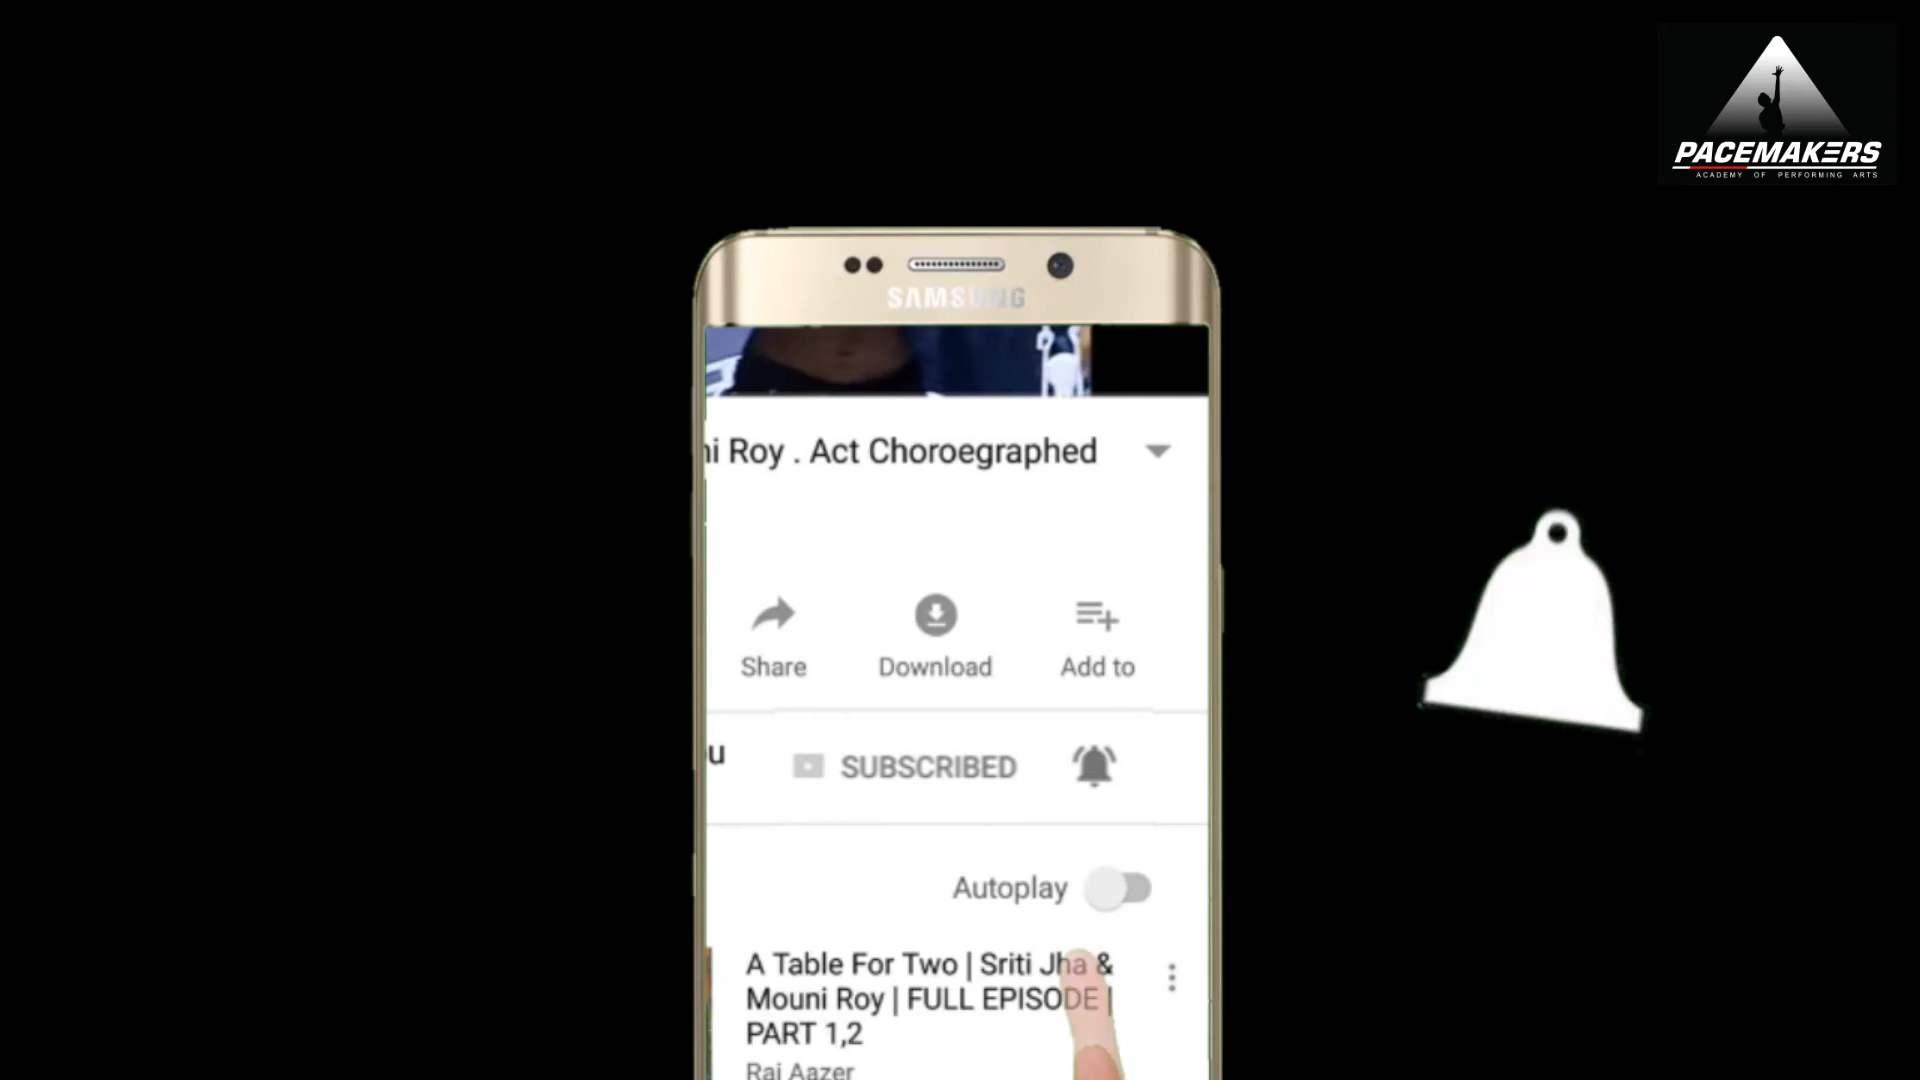 PACEMAKERS
ACADEMY OF PERFORMING ARTS
SAMSUNG
ni Roy . Act Choroegraphed
Share
Download
Add to
u
SUBSCRIBED
Autoplay
A Table For Two | Sriti Jha &
Mouni Roy | FULL EPISODE |
PART 1,2
Raj Aazer